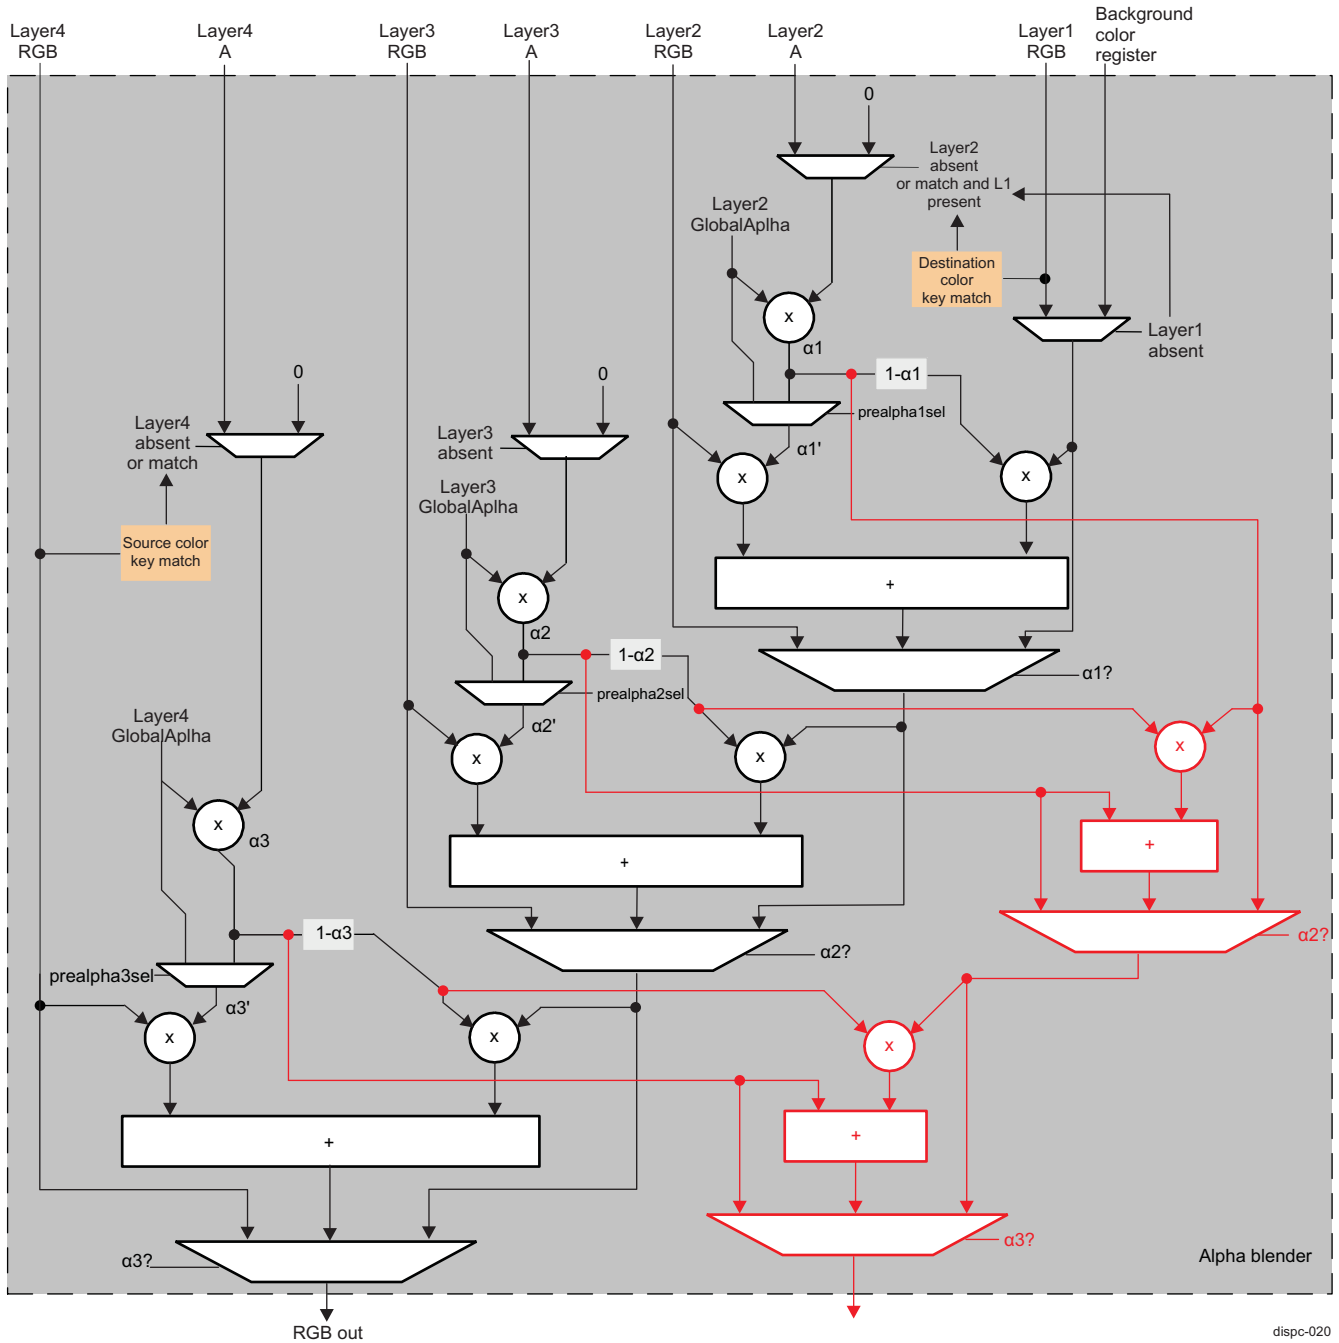 Layer4
RGB
Layer4
A
Layer3
RGB
Layer3
A
Layer2
RGB
Layer2
A
Layer1
RGB
Background
color
register
0
Layer2
absent
or match and L1
present
Layer2
GlobalAplha
Destination
color
key match
x
α1
Layer1
absent
1-α1
0
0
prealpha1sel
Layer4
absent
or match
Layer3
absent
α1'
x
x
Layer3
GlobalAplha
Source color
key match
+
x
α2
1-α2
α1?
prealpha2sel
Layer4
GlobalAplha
α2'
x
x
x
x
α3
+
+
1-α3
α2?
α2?
prealpha3sel
α3'
x
x
x
+
+
α3?
α3?
Alpha blender
RGB out
dispc-020